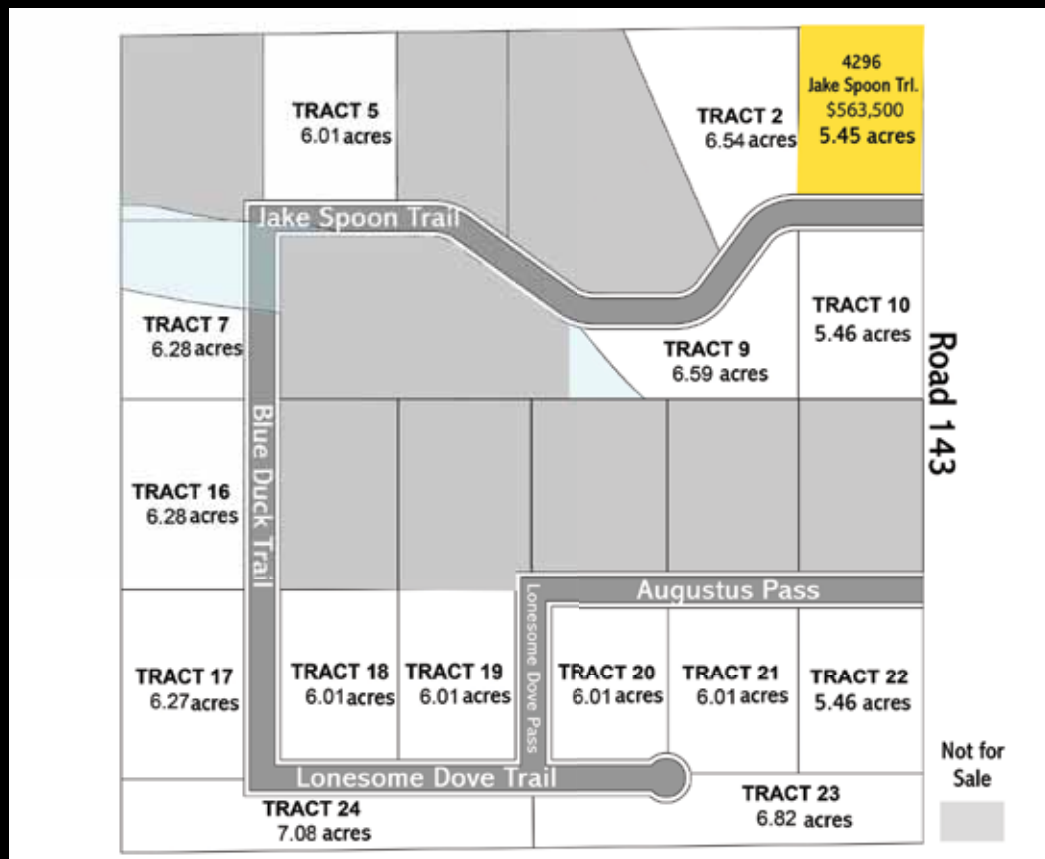 4296
Jake Spoon Trl.
$563,500
5.45 acres
TRACT 5
6.01 acres
TRACT 2
6.54 acres
Jake Spoon Trail
TRACT 10
5.46 acres
TRACT 7
6.28 acres
TRACT 9
6.59 acres
Road 143
Blue Duck Trail
TRACT 16
6.28 acres
Augustus Pass
Lonesome Dove Pass
TRACT 17
6.27 acres
TRACT 18
6.01 acres
TRACT 19
6.01 acres
TRACT 20
6.01 acres
TRACT 21
6.01 acres
TRACT 22
5.46 acres
Lonesome Dove Trail
TRACT 24
7.08 acres
TRACT 23
6.82 acres
Not for
Sale